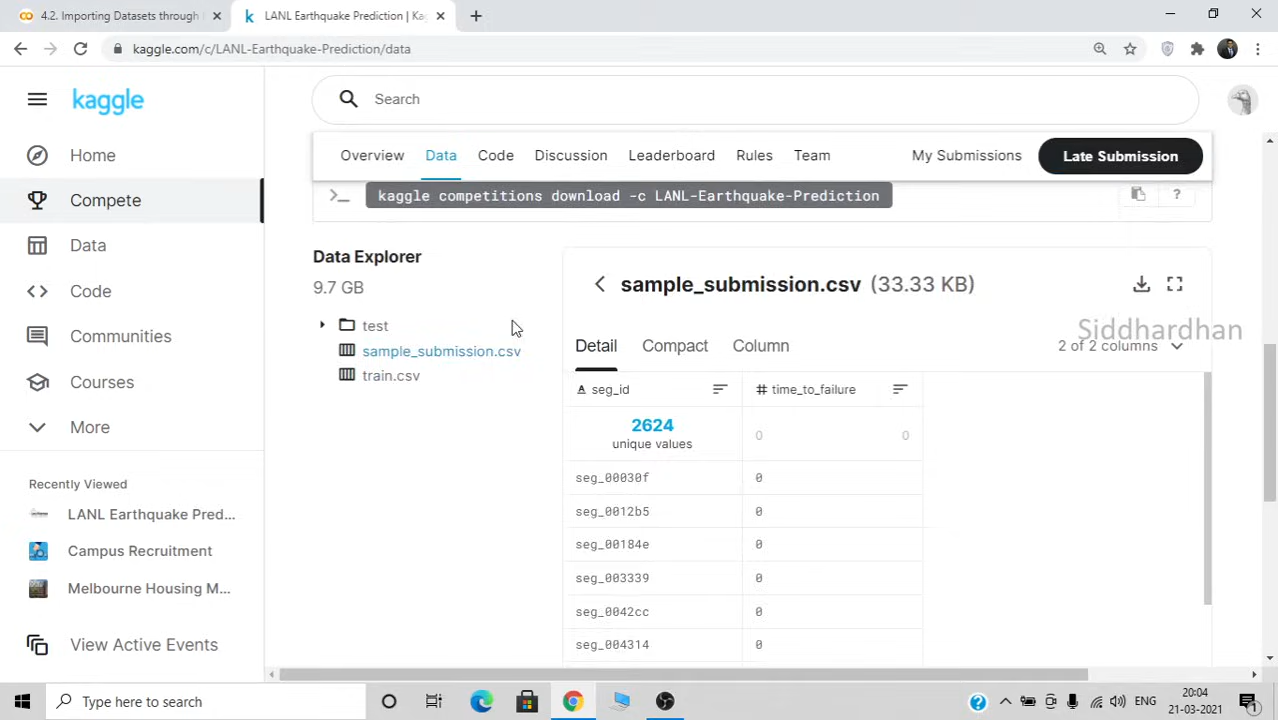 4.2. Importing Datasets through
LANL Earthquake Prediction | Ka
kaggle.com/c/LANL-Earthquake-Prediction/data
kaggle
Search
Home
Compete
Data
Code
Communities
Courses
More
Recently Viewed
LANL Earthquake Pred...
Campus Recruitment
Melbourne Housing M...
View Active Events
Overview
Data
Code
Discussion
Leaderboard
Rules
Team
My Submissions
Late Submission
>_ kaggle competitions download -c LANL-Earthquake-Prediction
?
Data Explorer
9.7 GB
test
sample_submission.csv
train.csv
sample_submission.csv (33.33 KB)
Siddhardhan
Detail
Compact
Column
2 of 2 columns
A seg_id
# time_to_failure
2624
unique values
0
0
seg_00030f 0
seg_0012b5 0
seg_00184e 0
seg_003339 0
seg_0042cc 0
seg_004314 0
Type here to search
ENG
20:04
21-03-2021
1